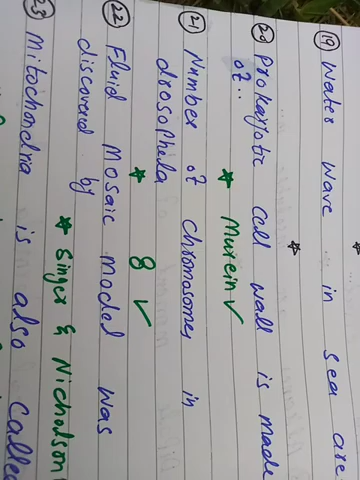 (19) Water wave in sea are
(20) Prokaryotic cell wall is made
of..
* Murein ✓
(21) Number of chromosomes in
drosophela
* 8 ✓
(22) Fluid mosaic model was
discovered by
* Singer & Nicholson
(23) Mitochondria is also called